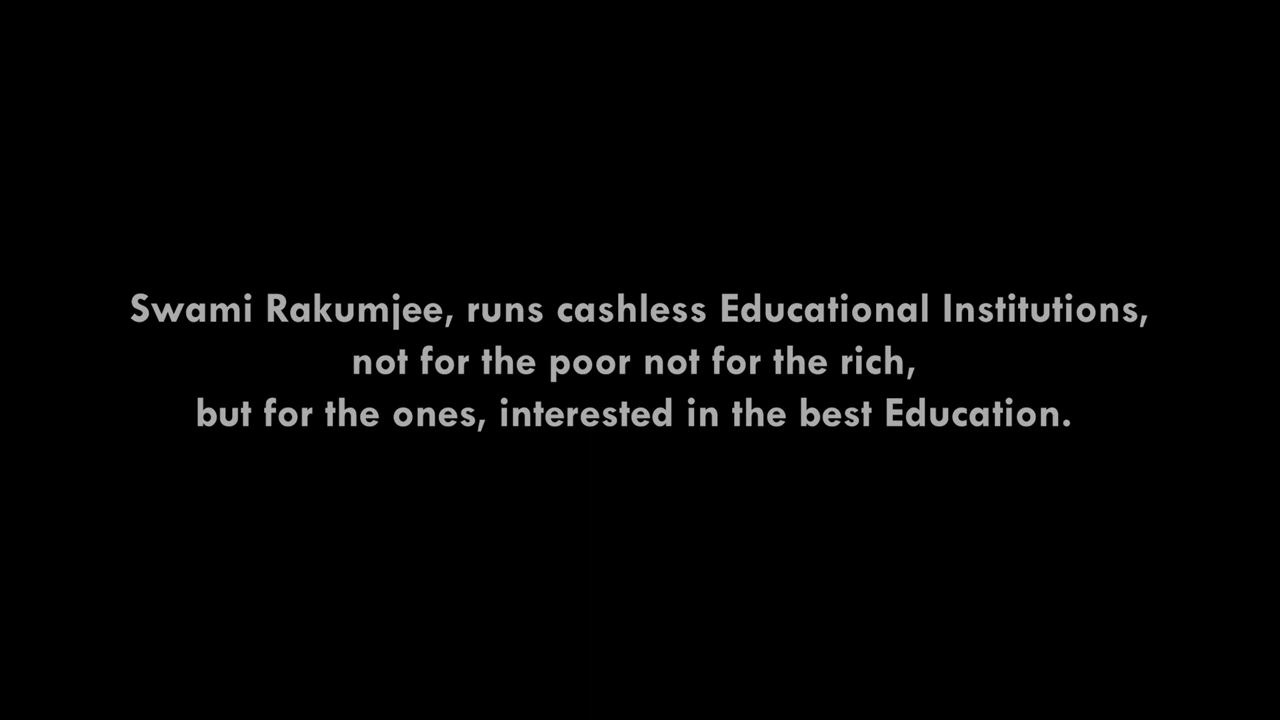 Swami Rakumjee, runs cashless Educational Institutions,
not for the poor not for the rich,
but for the ones, interested in the best Education.